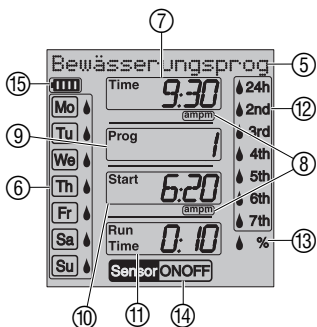 ⑦
Bewässerungsprog ⑤
⑮ Time 9:30 24h
Mo ampm 2nd ⑫
Tu ⑨ Prog 1 3rd
We 4th ⑧
⑥ Th Start 6:20 5th
Fr ampm 6th
Sa Run Time 0:10 7th
Su % ⑬
Sensor ONOFF
⑩ ⑪ ⑭